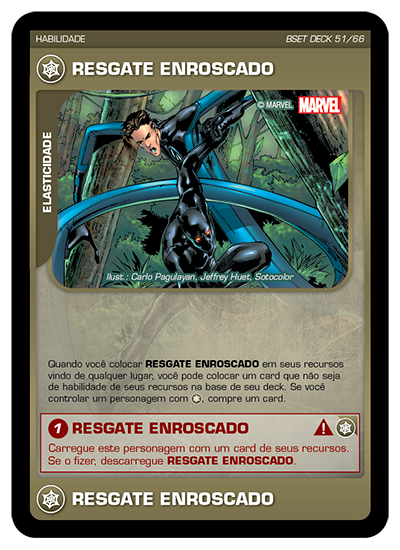 HABILIDADE
BSET DECK 51/66
RESGATE ENROSCADO
© MARVEL MARVEL
ELASTICIDADE
Ilust.: Carlo Pagulayan, Jeffrey Huet, Sotocolor
Quando você colocar RESGATE ENROSCADO em seus recursos
vindo de qualquer lugar, você pode colocar um card que não seja
de habilidade de seus recursos na base de seu deck. Se você
controlar um personagem com , compre um card.
1 RESGATE ENROSCADO
Carregue este personagem com um card de seus recursos.
Se o fizer, descarregue RESGATE ENROSCADO.
RESGATE ENROSCADO